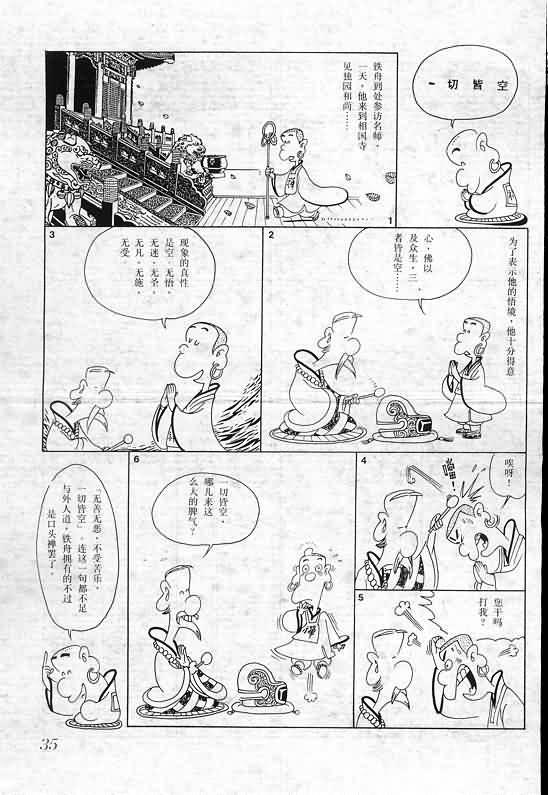 一切皆空
铁舟到处参访名师，
一天，他来到相国寺
见独园和尚……
1
2
为了表示他的悟境，他十分得意
心、佛以
及众生，三
者皆是空……
3
现象的真性
是空。无悟、
无迷、无圣、
无凡、无施、
无受。
4
喵！
唉呀！
5
您干吗
打我？
6
一切皆空，
哪儿来这
么大的脾气？
「无善无恶，不受苦乐，
一切皆空」。连这一句都不足
与外人道，铁舟拥有的不过
是口头禅罢了。
禅
35